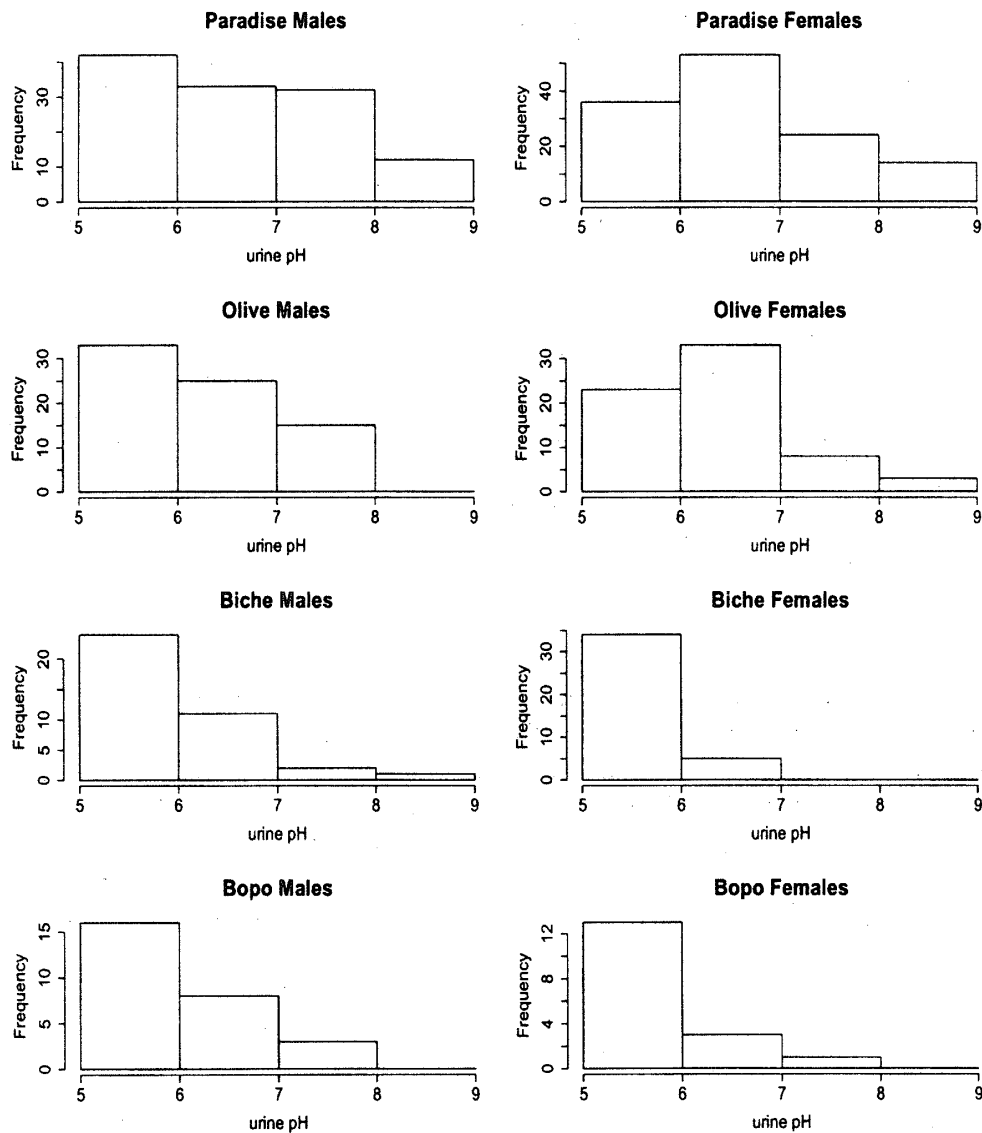 Paradise Males
Frequency
0 10 30
5 6 7 8 9
urine pH
Paradise Females
Frequency
0 20 40
5 6 7 8 9
urine pH
Olive Males
Frequency
0 10 20 30
5 6 7 8 9
urine pH
Olive Females
Frequency
0 10 20 30
5 6 7 8 9
urine pH
Biche Males
Frequency
0 5 10 20
5 6 7 8 9
urine pH
Biche Females
Frequency
0 10 20 30
5 6 7 8 9
urine pH
Bopo Males
Frequency
0 5 10 15
5 6 7 8 9
urine pH
Bopo Females
Frequency
0 4 8 12
5 6 7 8 9
urine pH